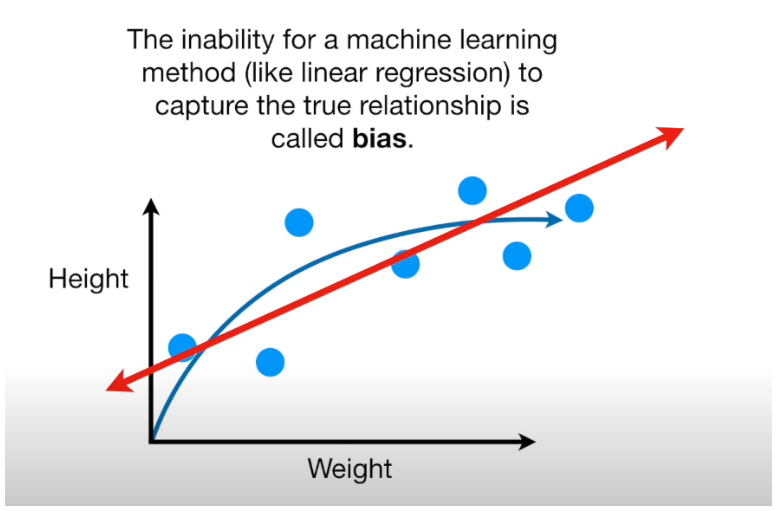 The inability for a machine learning
method (like linear regression) to
capture the true relationship is
called bias.
Height
Weight